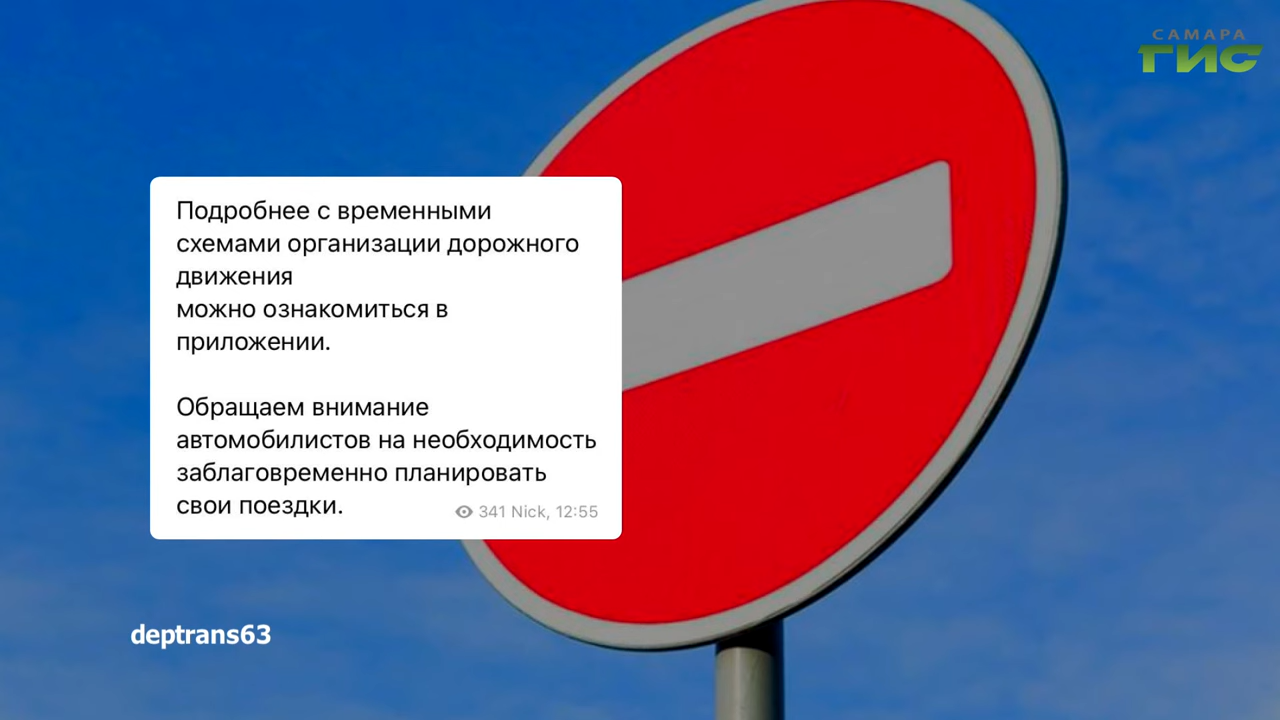 САМАРА
ГИС
Подробнее с временными
схемами организации дорожного
движения
можно ознакомиться в
приложении.
Обращаем внимание
автомобилистов на необходимость
заблаговременно планировать
свои поездки.
341 Nick, 12:55
deptrans63